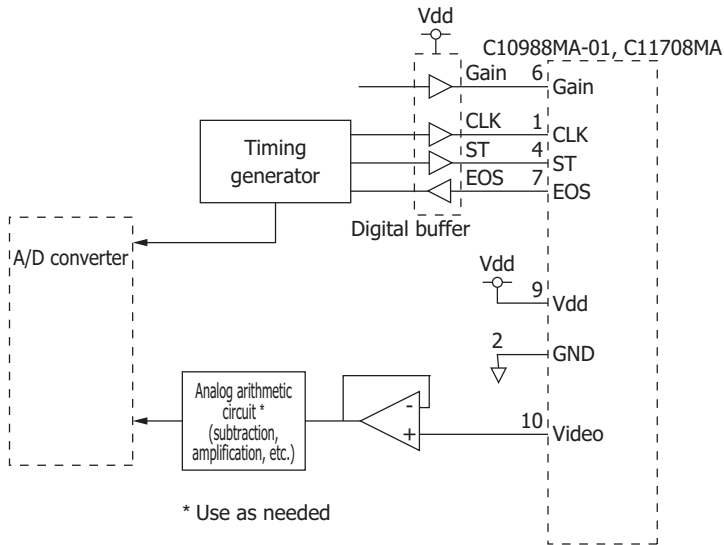 Vdd
C10988MA-01, C11708MA
Gain 6 Gain
CLK 1 CLK
ST 4 ST
EOS 7 EOS
Timing
generator
Digital buffer
A/D converter
Vdd
9 Vdd
2 GND
Analog arithmetic
circuit *
(subtraction,
amplification, etc.)
-
+
10 Video
* Use as needed